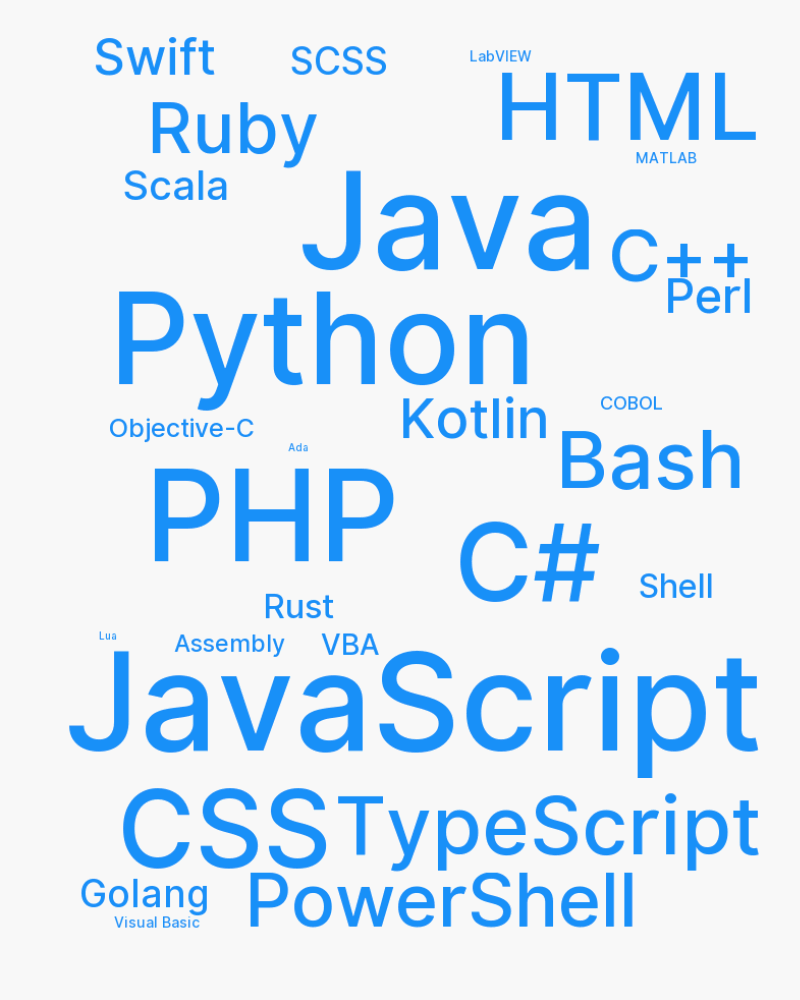 Swift
SCSS
LabVIEW
HTML
Ruby
MATLAB
Scala
Java
C++
Perl
Python
Kotlin
COBOL
Objective-C
Ada
Bash
PHP
C#
Shell
Rust
Lua
Assembly
VBA
JavaScript
CSS
TypeScript
Golang
PowerShell
Visual Basic